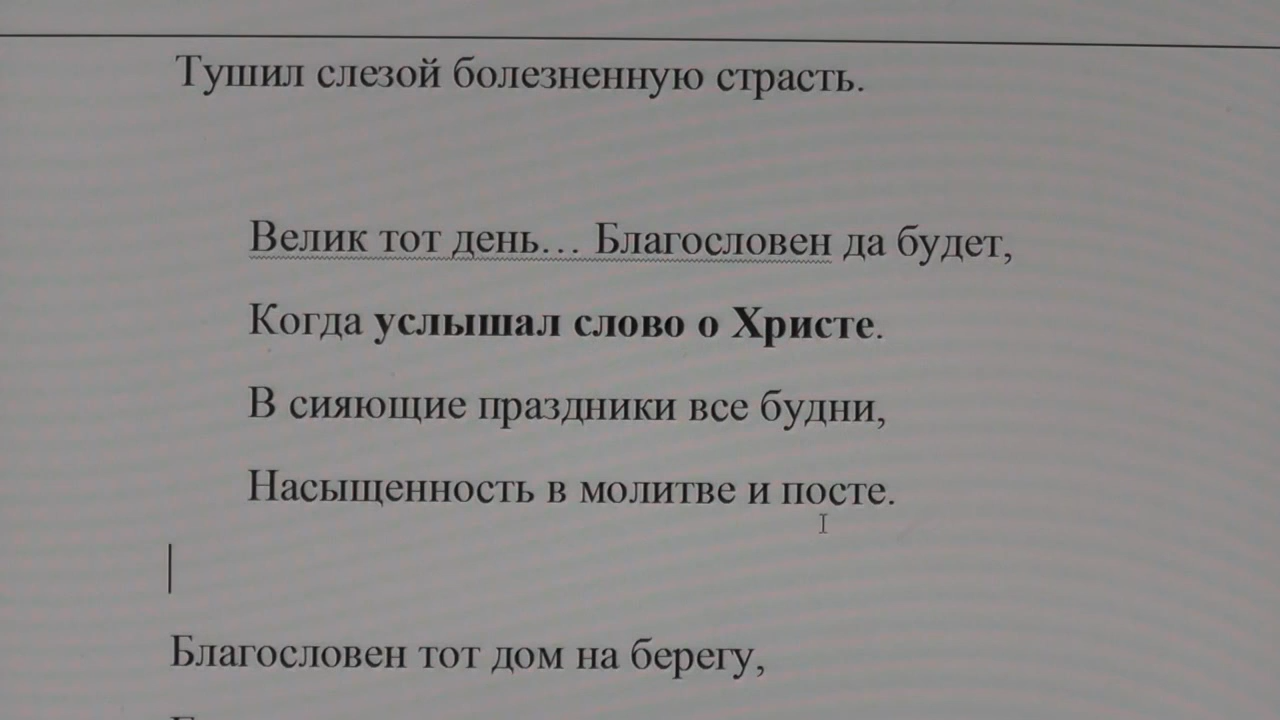 Тушил слезой болезненную страсть.
Велик тот день… Благословен да будет,
Когда услышал слово о Христе.
В сияющие праздники все будни,
Насыщенность в молитве и посте.
Благословен тот дом на берегу,